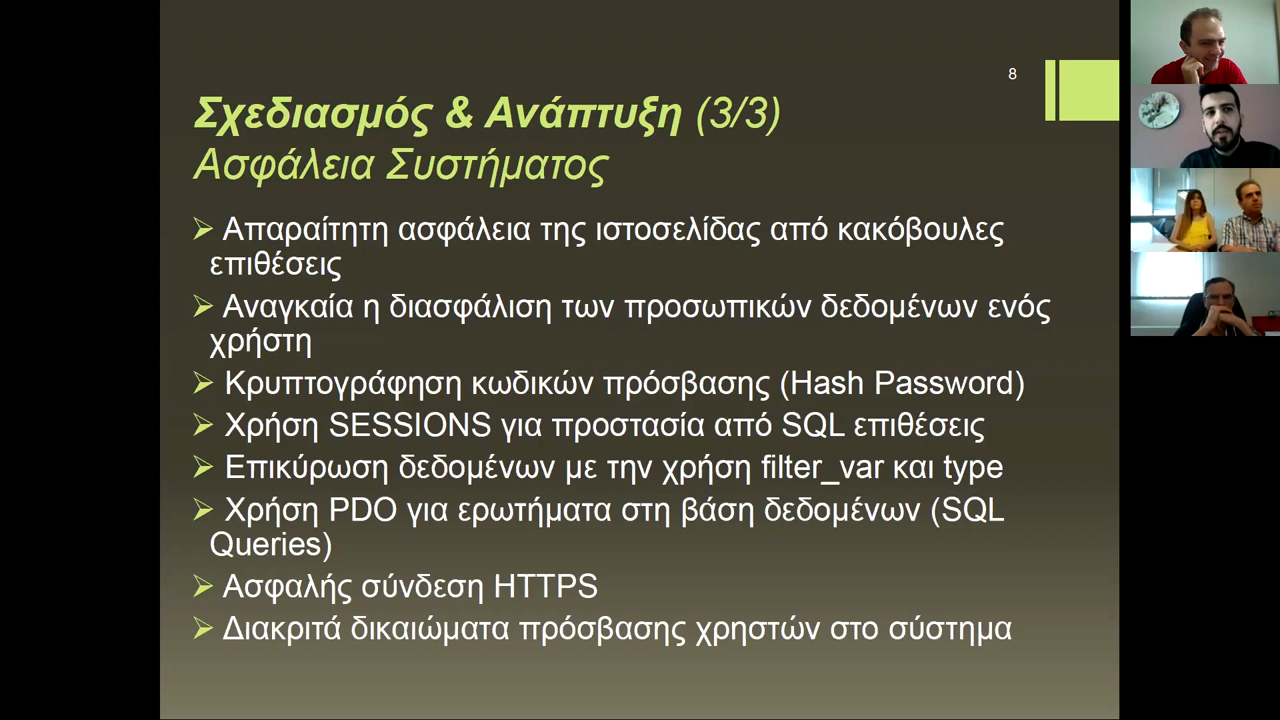 8
Σχεδιασμός & Ανάπτυξη (3/3)
Ασφάλεια Συστήματος
Απαραίτητη ασφάλεια της ιστοσελίδας από κακόβουλες
επιθέσεις
Αναγκαία η διασφάλιση των προσωπικών δεδομένων ενός
χρήστη
Κρυπτογράφηση κωδικών πρόσβασης (Hash Password)
Χρήση SESSIONS για προστασία από SQL επιθέσεις
Επικύρωση δεδομένων με την χρήση filter_var και type
Χρήση PDO για ερωτήματα στη βάση δεδομένων (SQL
Queries)
Ασφαλής σύνδεση HTTPS
Διακριτά δικαιώματα πρόσβασης χρηστών στο σύστημα